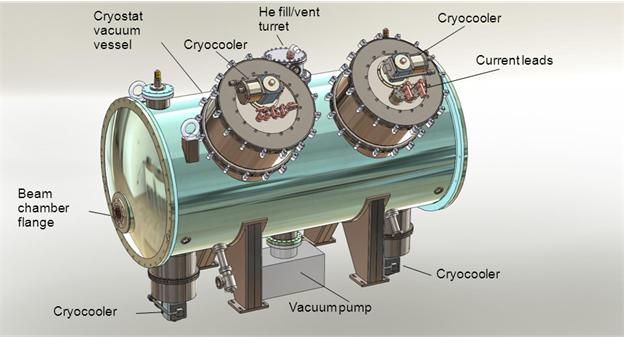 Cryostat
vacuum
vessel
He fill/vent
turret
Cryocooler
Cryocooler
Current leads
Beam
chamber
flange
Cryocooler
Cryocooler
Vacuum pump